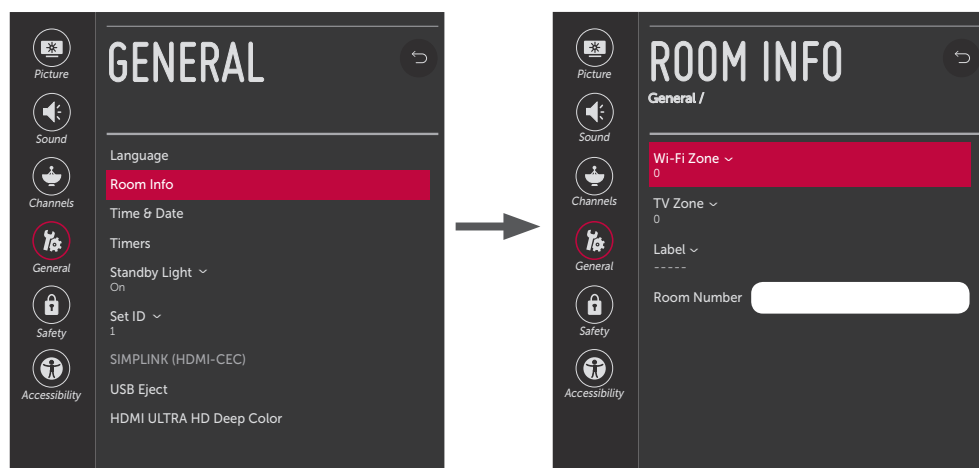 Picture
Sound
Channels
General
Safety
Accessibility
GENERAL
Language
Room Info
Time & Date
Timers
Standby Light
On
Set ID
1
SIMPLINK (HDMI-CEC)
USB Eject
HDMI ULTRA HD Deep Color
Picture
Sound
Channels
General
Safety
Accessibility
ROOM INFO
General /
Wi-Fi Zone
0
TV Zone
0
Label
-----
Room Number